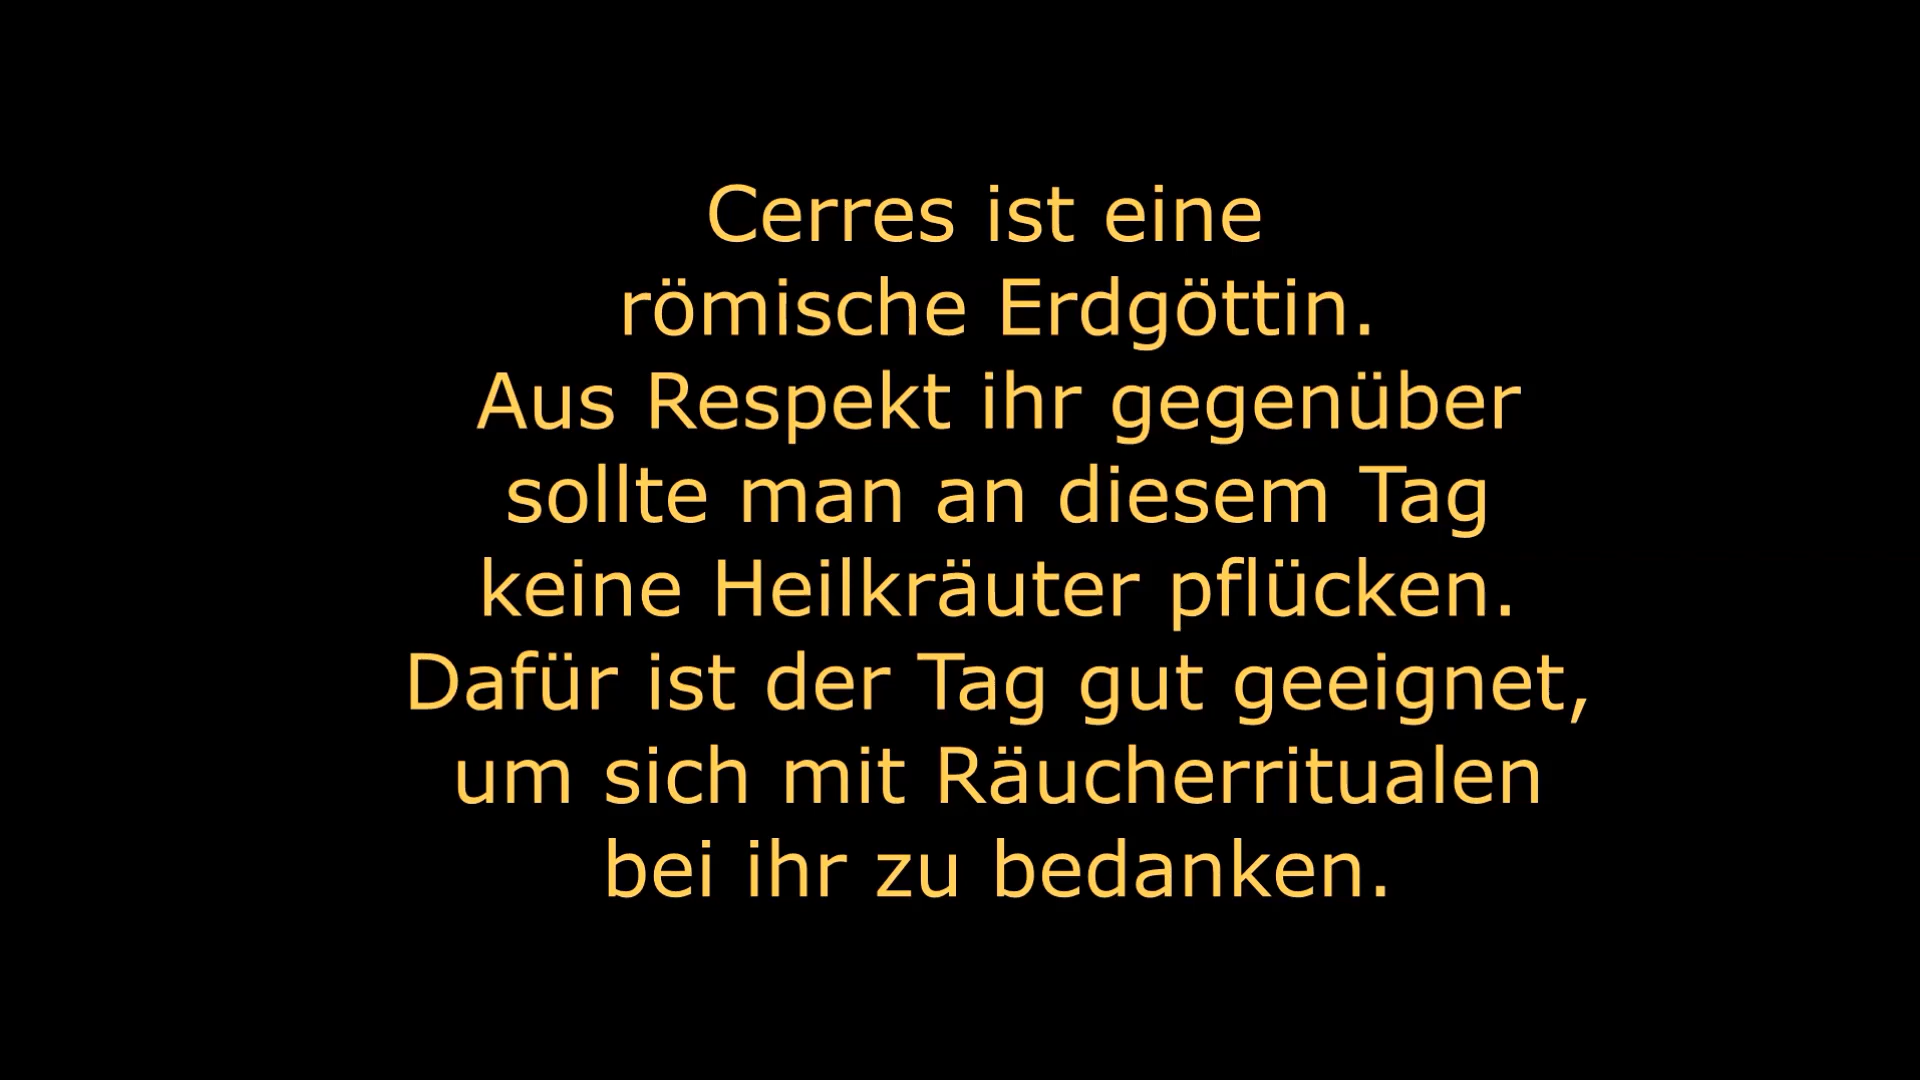 Cerres ist eine
römische Erdgöttin.
Aus Respekt ihr gegenüber
sollte man an diesem Tag
keine Heilkräuter pflücken.
Dafür ist der Tag gut geeignet,
um sich mit Räucherritualen
bei ihr zu bedanken.